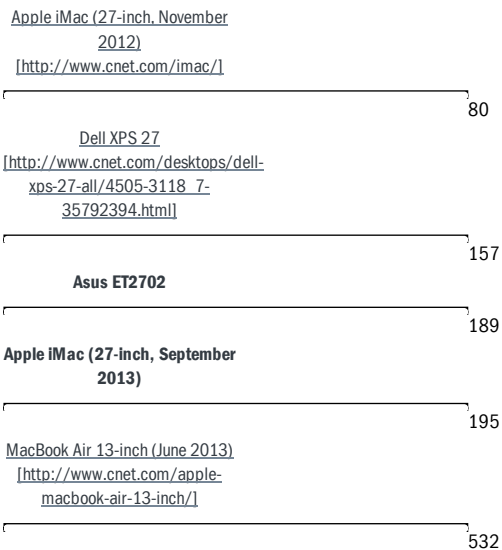 Apple iMac (27-inch, November
2012)
[http://www.cnet.com/imac/]
80
Dell XPS 27
[http://www.cnet.com/desktops/dell-
xps-27-all/4505-3118_7-
35792394.html]
157
Asus ET2702
189
Apple iMac (27-inch, September
2013)
195
MacBook Air 13-inch (June 2013)
[http://www.cnet.com/apple-
macbook-air-13-inch/]
532